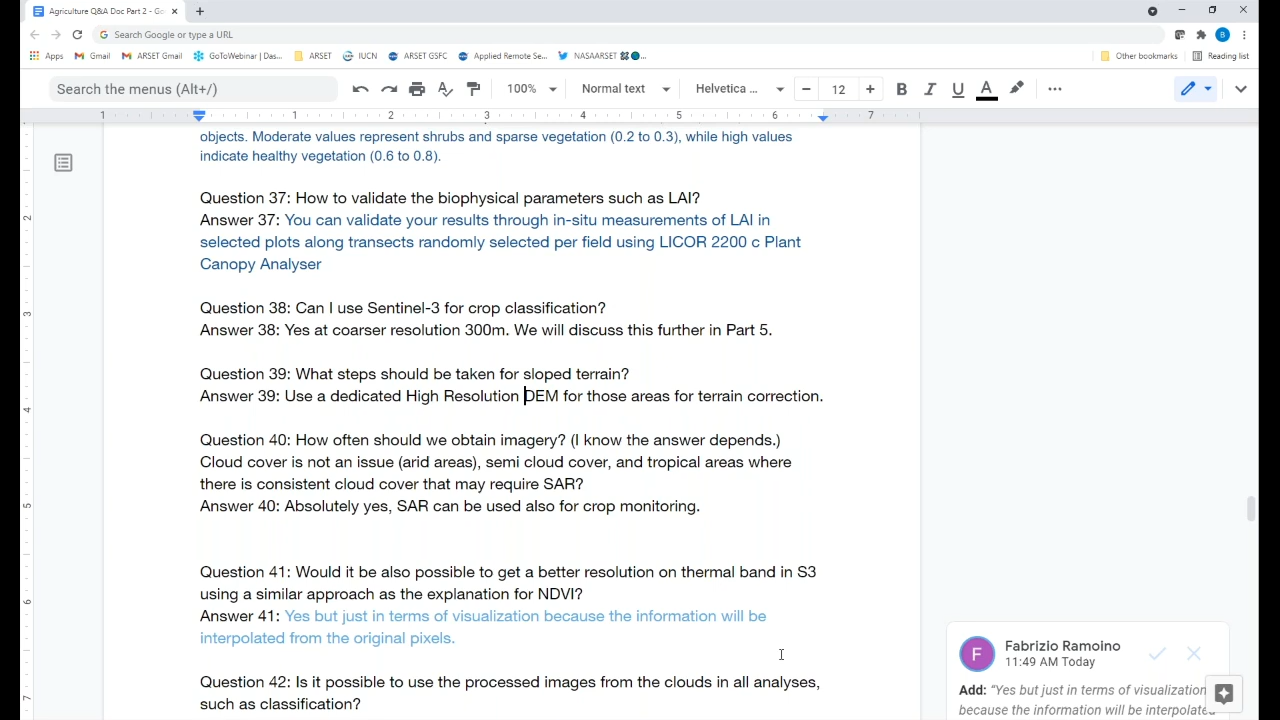 Agriculture Q&A Doc Part 2 - Go
Search Google or type a URL
B
Apps
Gmail
ARSET Gmail
GoToWebinar | Das...
ARSET
IUCN
ARSET GSFC
Applied Remote Se...
NASAARSET
Other bookmarks
Reading list
Search the menus (Alt+/)
100%
Normal text
Helvetica ...
12
B I U A
1 1 2 3 4 5 6 7
objects. Moderate values represent shrubs and sparse vegetation (0.2 to 0.3), while high values
indicate healthy vegetation (0.6 to 0.8).
Question 37: How to validate the biophysical parameters such as LAI?
Answer 37: You can validate your results through in-situ measurements of LAI in
selected plots along transects randomly selected per field using LICOR 2200 c Plant
Canopy Analyser
Question 38: Can I use Sentinel-3 for crop classification?
Answer 38: Yes at coarser resolution 300m. We will discuss this further in Part 5.
Question 39: What steps should be taken for sloped terrain?
Answer 39: Use a dedicated High Resolution DEM for those areas for terrain correction.
Question 40: How often should we obtain imagery? (I know the answer depends.)
Cloud cover is not an issue (arid areas), semi cloud cover, and tropical areas where
there is consistent cloud cover that may require SAR?
Answer 40: Absolutely yes, SAR can be used also for crop monitoring.
Question 41: Would it be also possible to get a better resolution on thermal band in S3
using a similar approach as the explanation for NDVI?
Answer 41: Yes but just in terms of visualization because the information will be
interpolated from the original pixels.
Question 42: Is it possible to use the processed images from the clouds in all analyses,
such as classification?
2
3
4
5
6
7
F
Fabrizio Ramoino
11:49 AM Today
Add: "Yes but just in terms of visualization
because the information will be interpolated